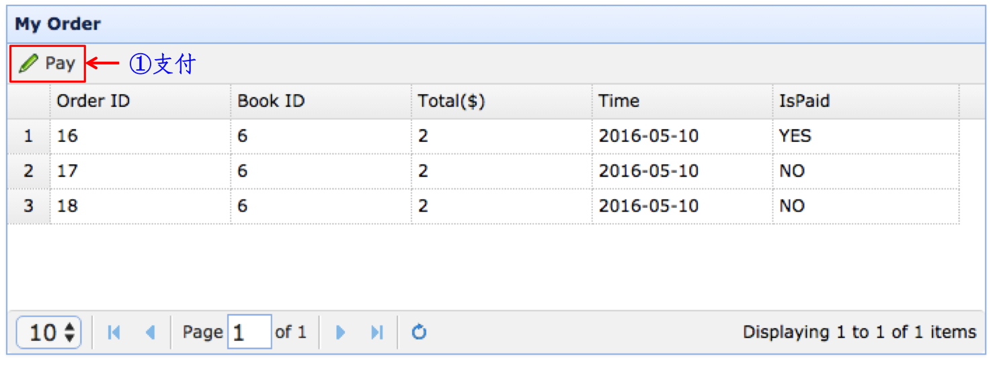 My Order
Pay ①支付
Order ID Book ID Total($) Time IsPaid
1 16 6 2 2016-05-10 YES
2 17 6 2 2016-05-10 NO
3 18 6 2 2016-05-10 NO
10 Page 1 of 1 Displaying 1 to 1 of 1 items